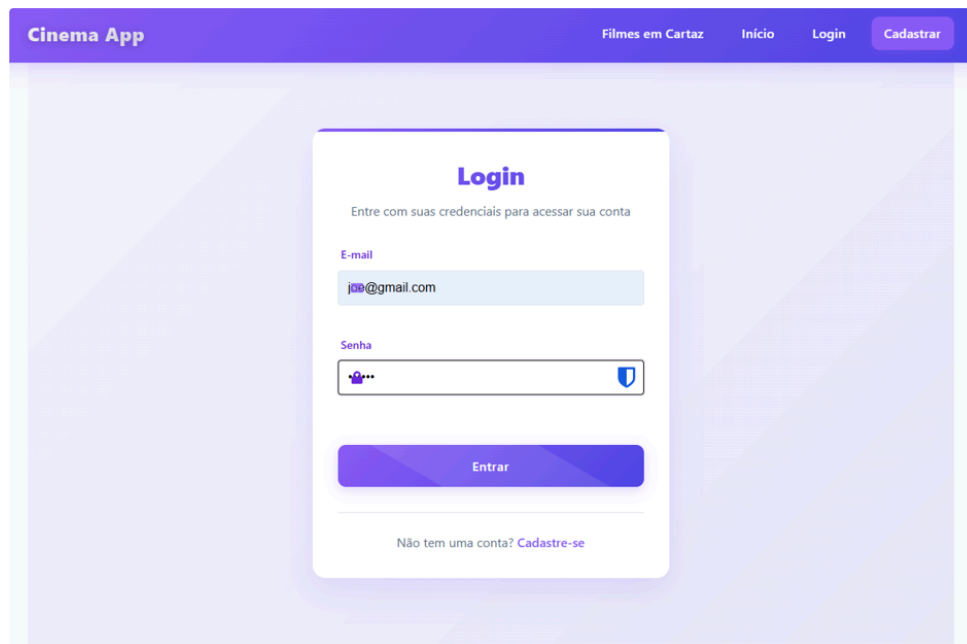 Cinema App
Filmes em Cartaz Início Login Cadastrar
Login
Entre com suas credenciais para acessar sua conta
E-mail
@gmail.com
Senha
Entrar
Não tem uma conta? Cadastre-se